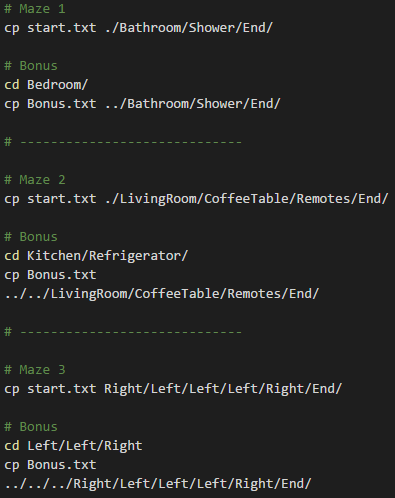 # Maze 1
cp start.txt ./Bathroom/Shower/End/
# Bonus
cd Bedroom/
cp Bonus.txt ../Bathroom/Shower/End/
# -----------------------------
# Maze 2
cp start.txt ./LivingRoom/CoffeeTable/Remotes/End/
# Bonus
cd Kitchen/Refrigerator/
cp Bonus.txt
../../LivingRoom/CoffeeTable/Remotes/End/
# -----------------------------
# Maze 3
cp start.txt Right/Left/Left/Left/Right/End/
# Bonus
cd Left/Left/Right
cp Bonus.txt
../../../Right/Left/Left/Left/Right/End/